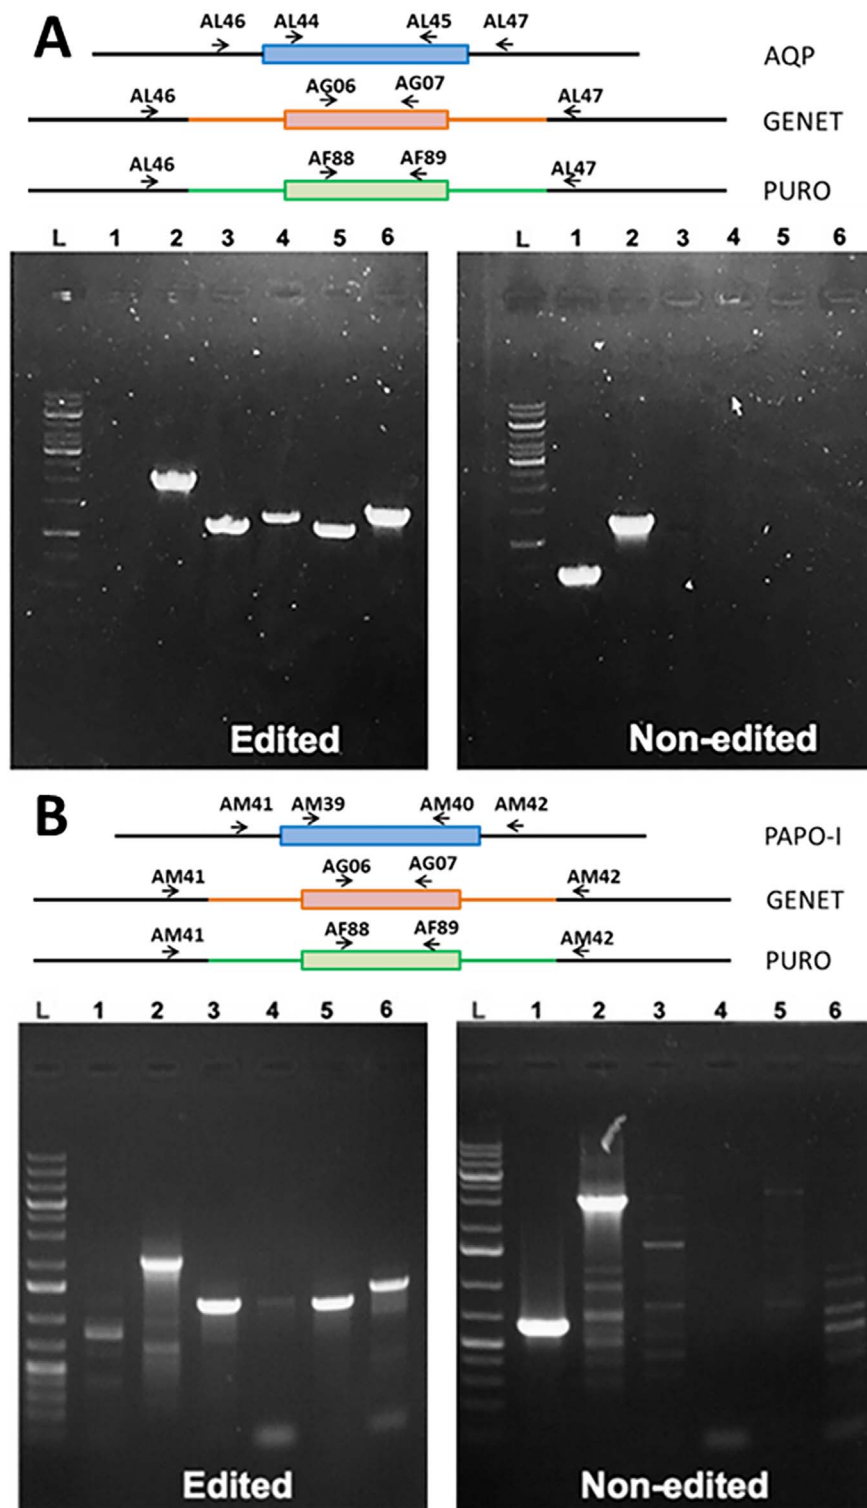 A
AL46 AL44 AL45 AL47
AQP
AG06 AG07
AL46 AL47
GENET
AF88 AF89
AL46 AL47
PURO
L 1 2 3 4 5 6
L 1 2 3 4 5 6
Edited
Non-edited
B
AM41 AM39 AM40 AM42
PAPO-I
AG06 AG07
AM41 AM42
GENET
AF88 AF89
AM41 AM42
PURO
L 1 2 3 4 5 6
L 1 2 3 4 5 6
Edited
Non-edited